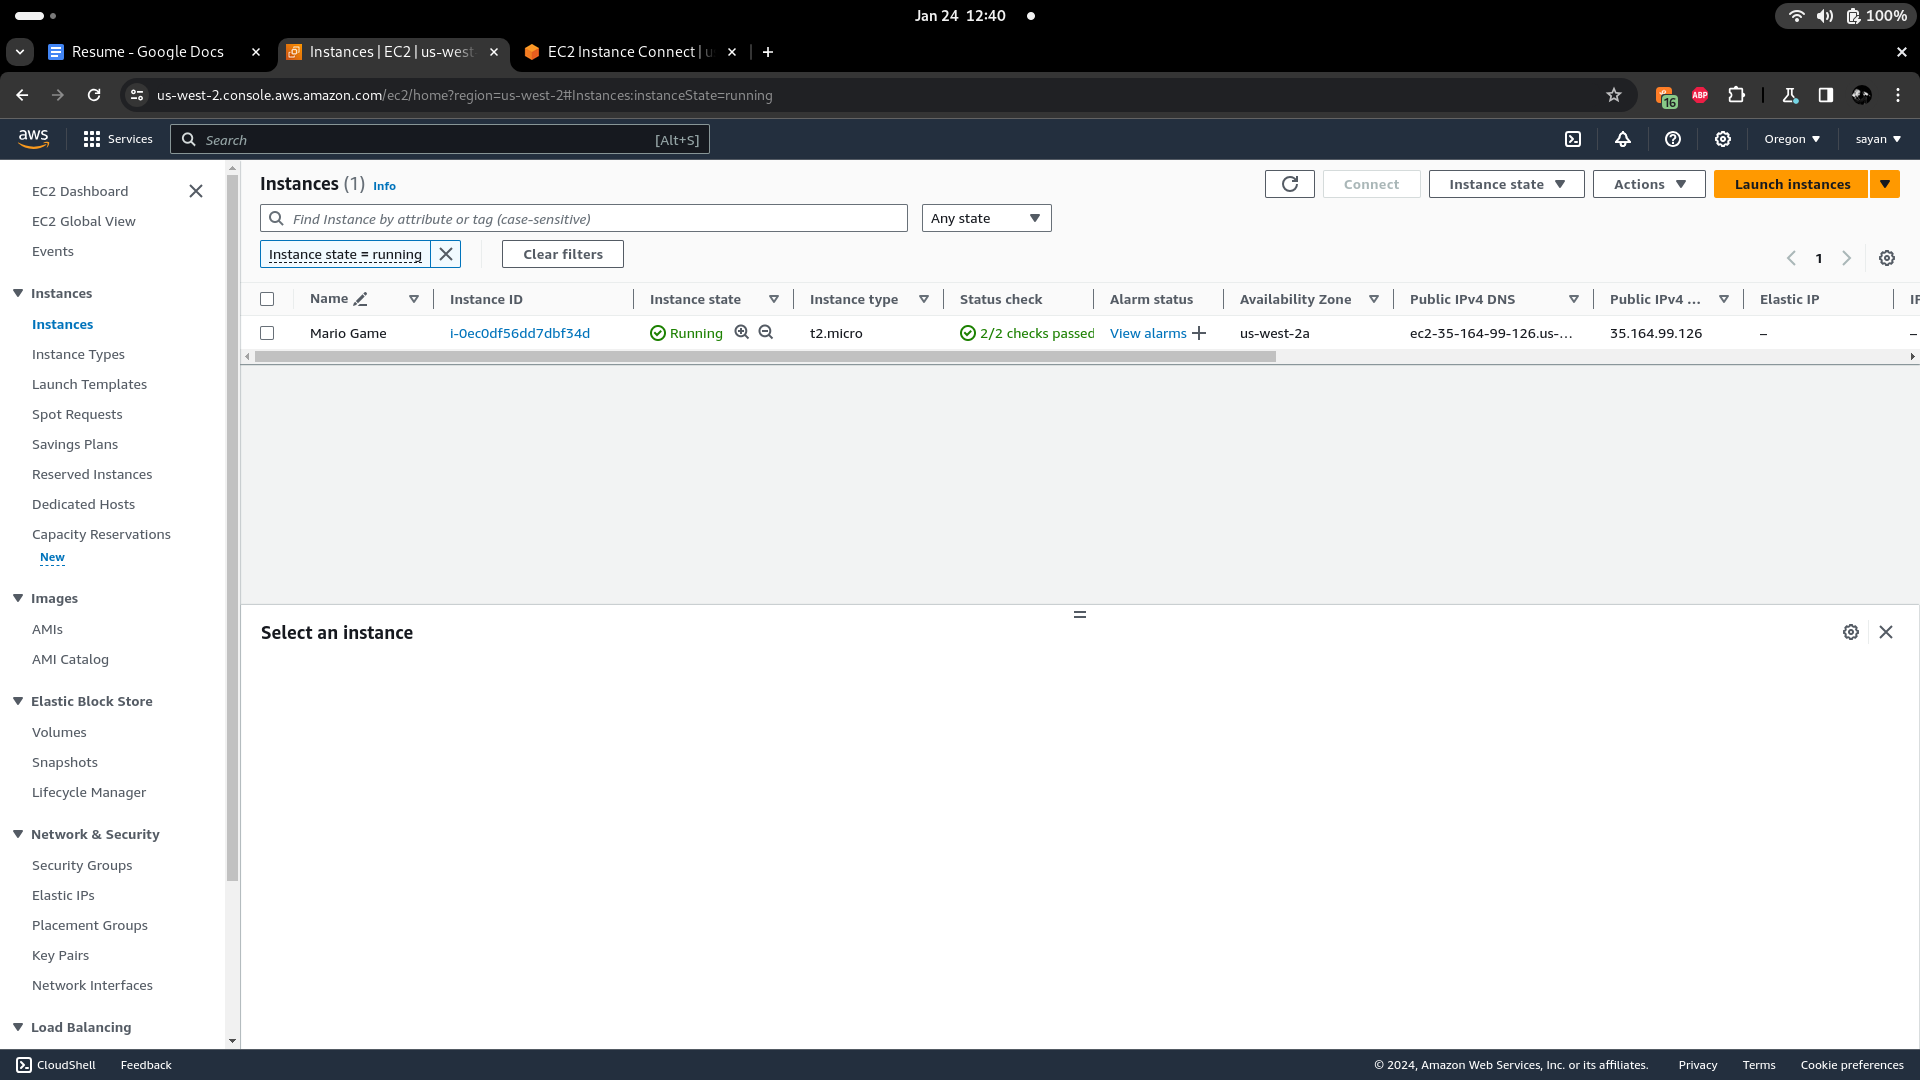 Jan 24 12:40
100%
Resume - Google Docs
Instances | EC2 | us-west
EC2 Instance Connect | u
us-west-2.console.aws.amazon.com/ec2/home?region=us-west-2#Instances:instanceState=running
16
ABP
aws
Services
Search
[Alt+S]
Oregon
sayan
EC2 Dashboard
EC2 Global View
Events
Instances
Instances
Instance Types
Launch Templates
Spot Requests
Savings Plans
Reserved Instances
Dedicated Hosts
Capacity Reservations
New
Images
AMIs
AMI Catalog
Elastic Block Store
Volumes
Snapshots
Lifecycle Manager
Network & Security
Security Groups
Elastic IPs
Placement Groups
Key Pairs
Network Interfaces
Load Balancing
Instances (1) Info
Connect
Instance state
Actions
Launch instances
Find Instance by attribute or tag (case-sensitive)
Any state
Instance state = running
Clear filters
1
Name
Instance ID
Instance state
Instance type
Status check
Alarm status
Availability Zone
Public IPv4 DNS
Public IPv4 ...
Elastic IP
IP
Mario Game
i-0ec0df56dd7dbf34d
Running
t2.micro
2/2 checks passed
View alarms
us-west-2a
ec2-35-164-99-126.us-...
35.164.99.126
–
–
Select an instance
CloudShell
Feedback
© 2024, Amazon Web Services, Inc. or its affiliates.
Privacy
Terms
Cookie preferences